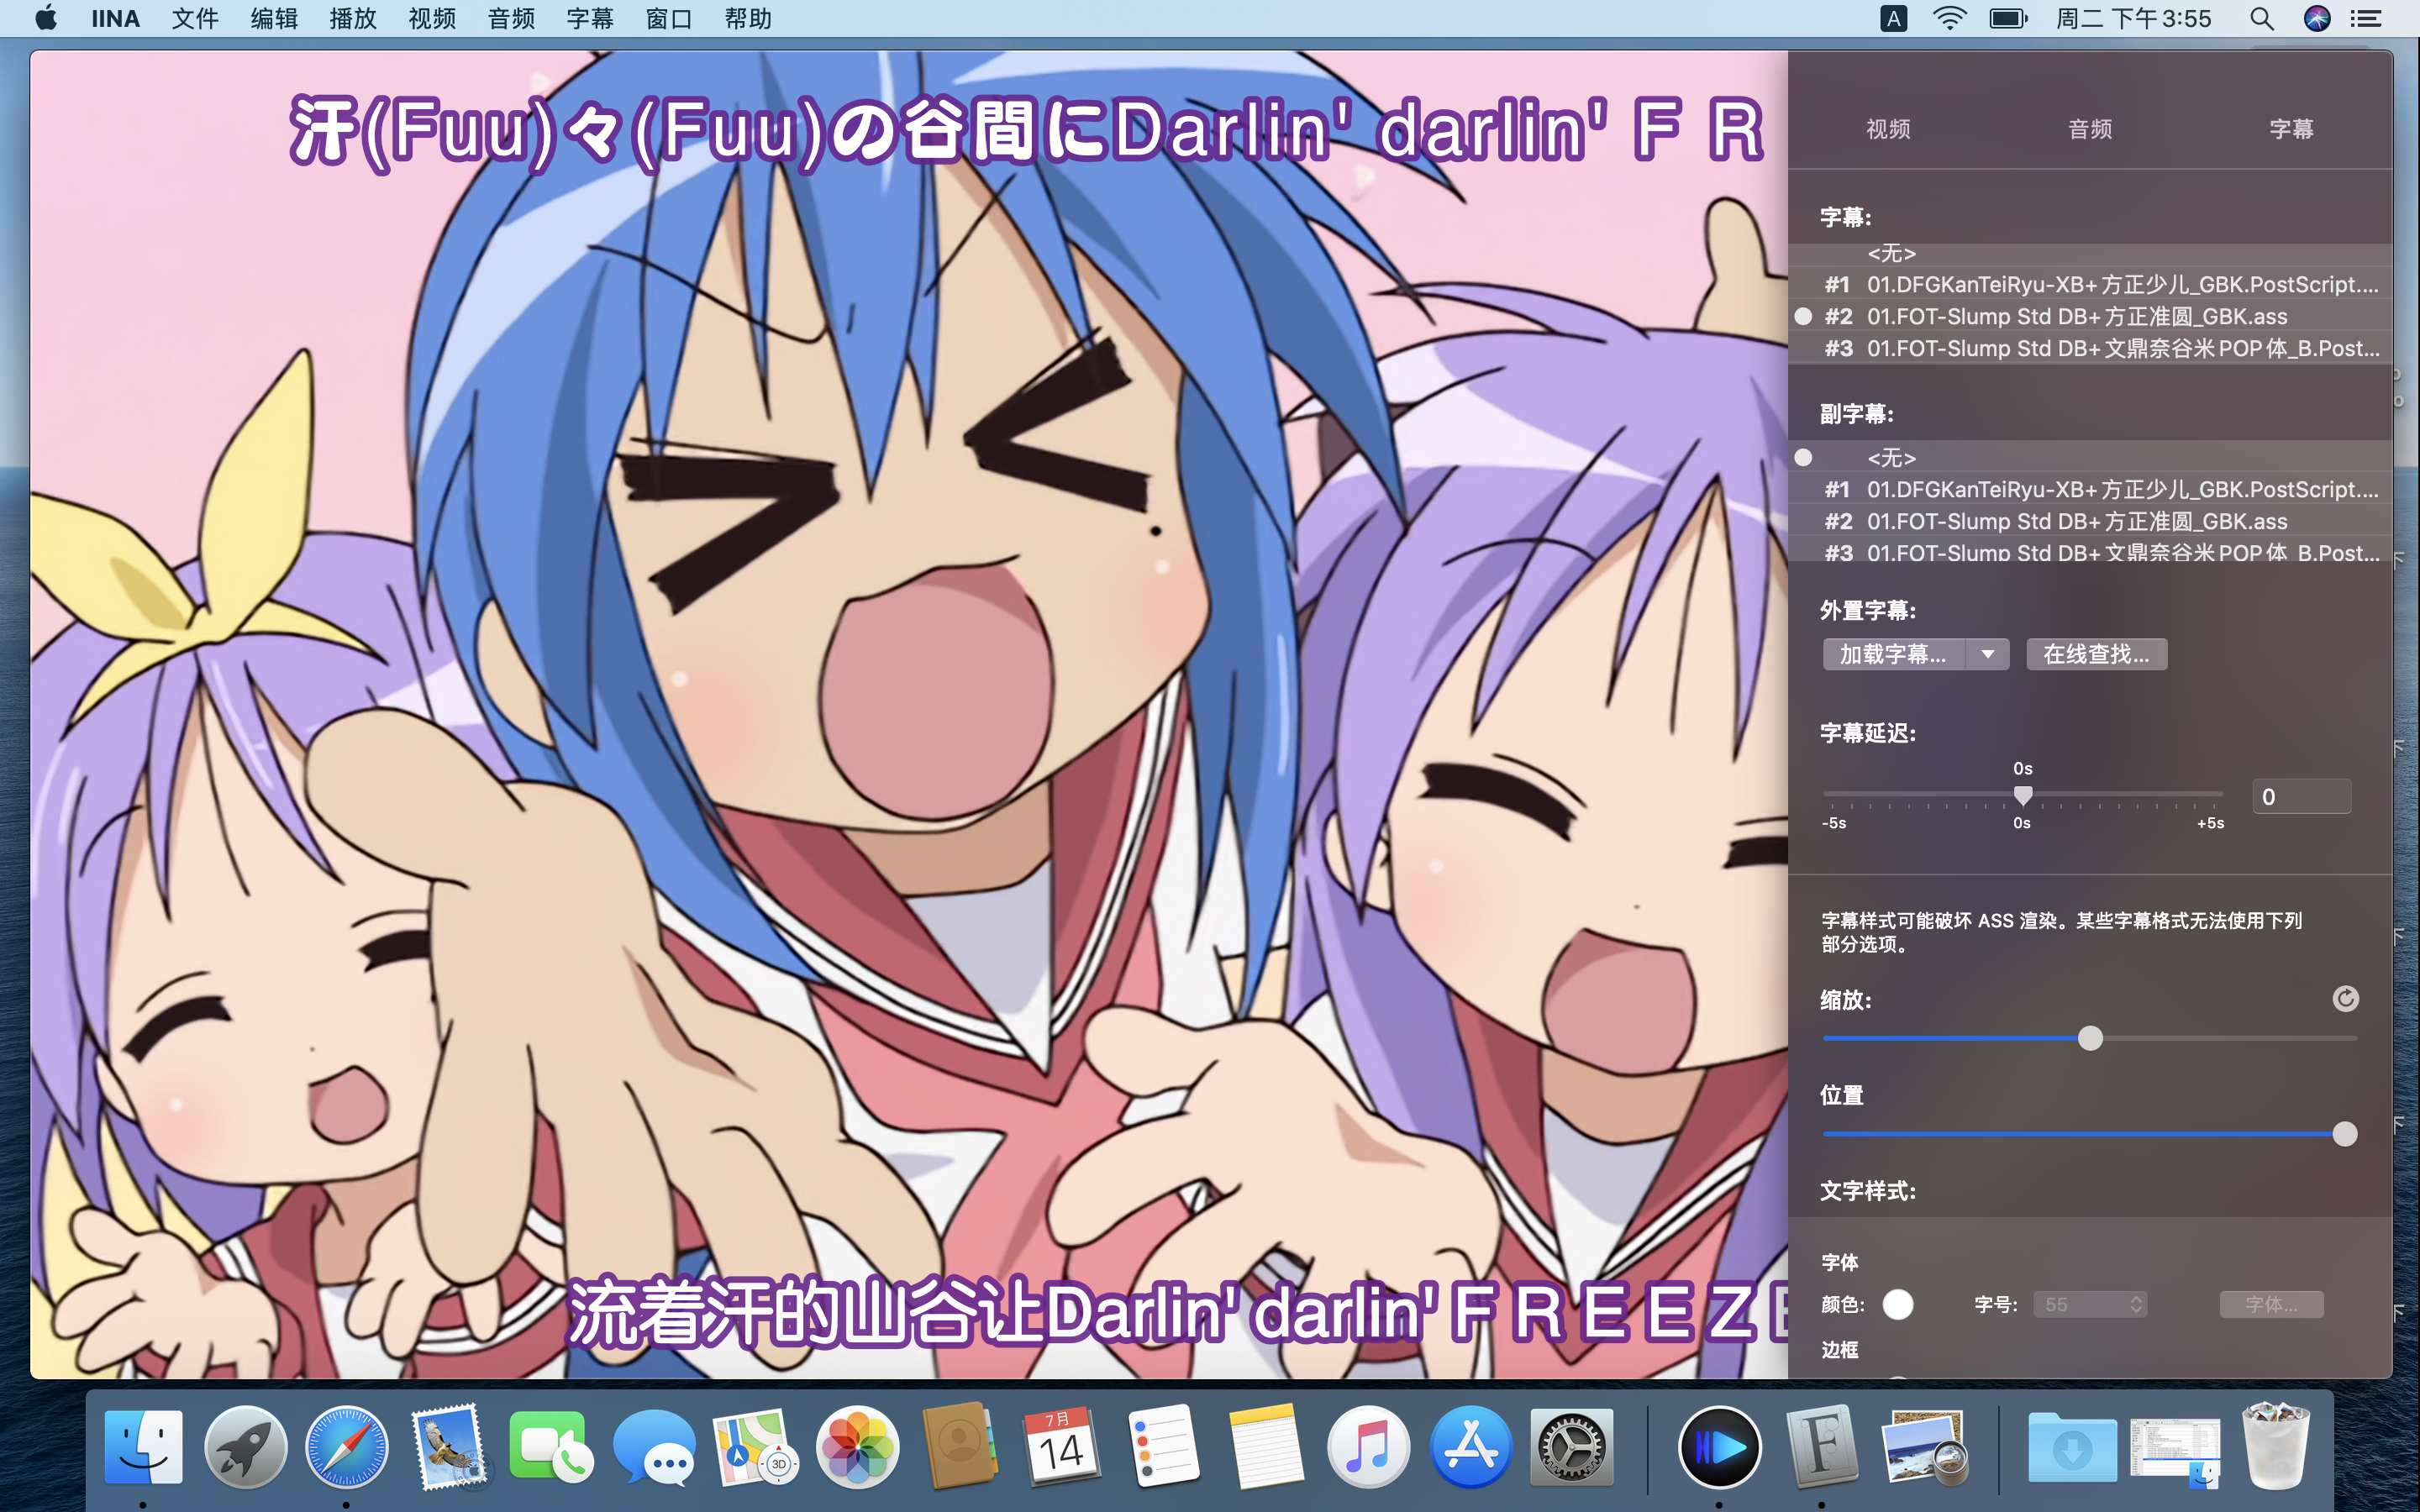 IINA 文件 编辑 播放 视频 音频 字幕 窗口 帮助
A 周二 下午3:55
汗(Fuu)々(Fuu)の谷間にDarlin' darlin' F R
视频 音频 字幕
字幕:
<无>
#1 01.DFGKanTeiRyu-XB+方正少儿_GBK.PostScript....
#2 01.FOT-Slump Std DB+方正准圆_GBK.ass
#3 01.FOT-Slump Std DB+文鼎奈谷米POP体_B.Post...
副字幕:
<无>
#1 01.DFGKanTeiRyu-XB+方正少儿_GBK.PostScript....
#2 01.FOT-Slump Std DB+方正准圆_GBK.ass
#3 01.FOT-Slump Std DB+文鼎奈谷米POP体_B.Post...
外置字幕:
加载字幕... 在线查找...
字幕延迟:
0s
0
-5s 0s +5s
字幕样式可能破坏 ASS 渲染。某些字幕格式无法使用下列
部分选项。
缩放:
位置
文字样式:
字体
颜色: 字号: 55 字体...
边框
流着汗的山谷让Darlin' darlin' F R E E Z E
7月
14
3D
F